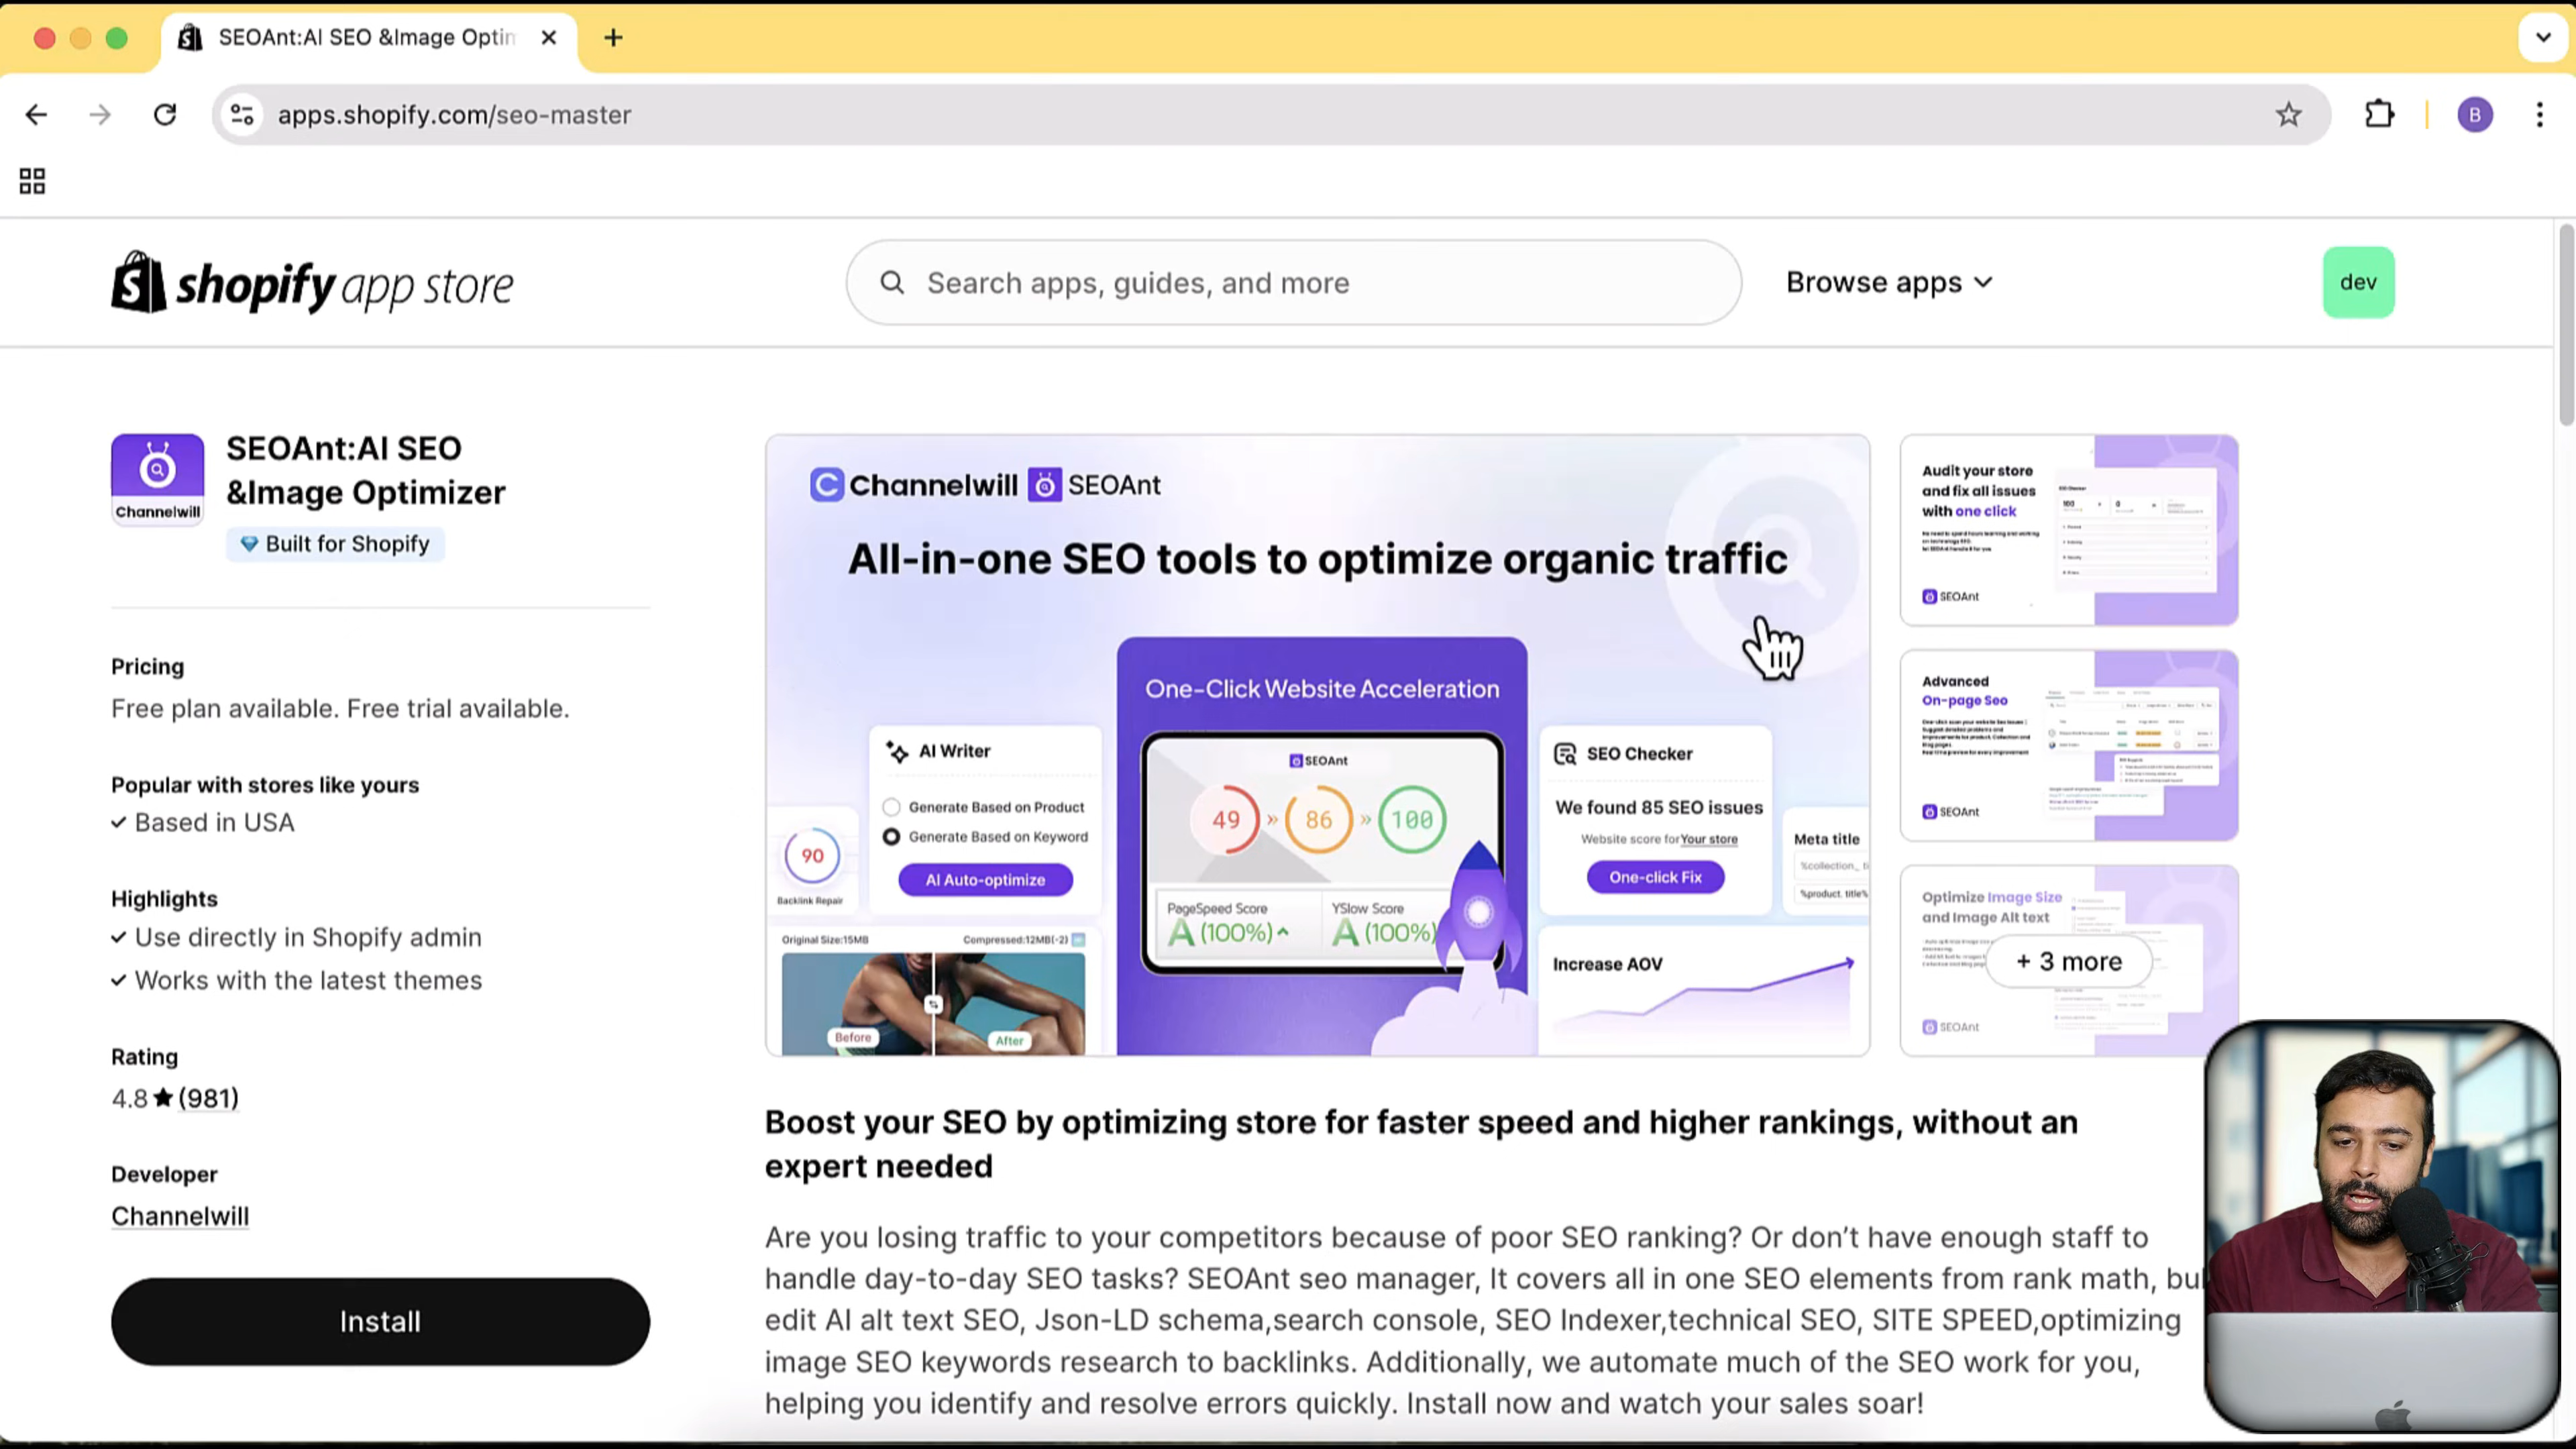 SEOAnt:AI SEO &Image Optim
apps.shopify.com/seo-master
B
shopify app store
Search apps, guides, and more
Browse apps
dev
Channelwill
SEOAnt:AI SEO
&Image Optimizer
Built for Shopify
Pricing
Free plan available. Free trial available.
Popular with stores like yours
Based in USA
Highlights
Use directly in Shopify admin
Works with the latest themes
Rating
4.8 ★ (981)
Developer
Channelwill
Install
Channelwill SEOAnt
All-in-one SEO tools to optimize organic traffic
One-Click Website Acceleration
SEOAnt
49 » 86 » 100
PageSpeed Score
A (100%)
YSlow Score
A (100%)
90
Backlink Repair
AI Writer
Generate Based on Product
Generate Based on Keyword
AI Auto-optimize
Original Size:15MB
Compressed:12MB(-2)
Before
After
SEO Checker
We found 85 SEO issues
Website score for Your store
One-click Fix
Meta title
%product. title%
Increase AOV
Audit your store
and fix all issues
with one click
SEOAnt
Advanced
On-page Seo
SEOAnt
Optimize Image Size
and Image Alt text
+ 3 more
SEOAnt
Boost your SEO by optimizing store for faster speed and higher rankings, without an
expert needed
Are you losing traffic to your competitors because of poor SEO ranking? Or don't have enough staff to
handle day-to-day SEO tasks? SEOAnt seo manager, It covers all in one SEO elements from rank math, bul
edit AI alt text SEO, Json-LD schema,search console, SEO Indexer,technical SEO, SITE SPEED,optimizing
image SEO keywords research to backlinks. Additionally, we automate much of the SEO work for you,
helping you identify and resolve errors quickly. Install now and watch your sales soar!